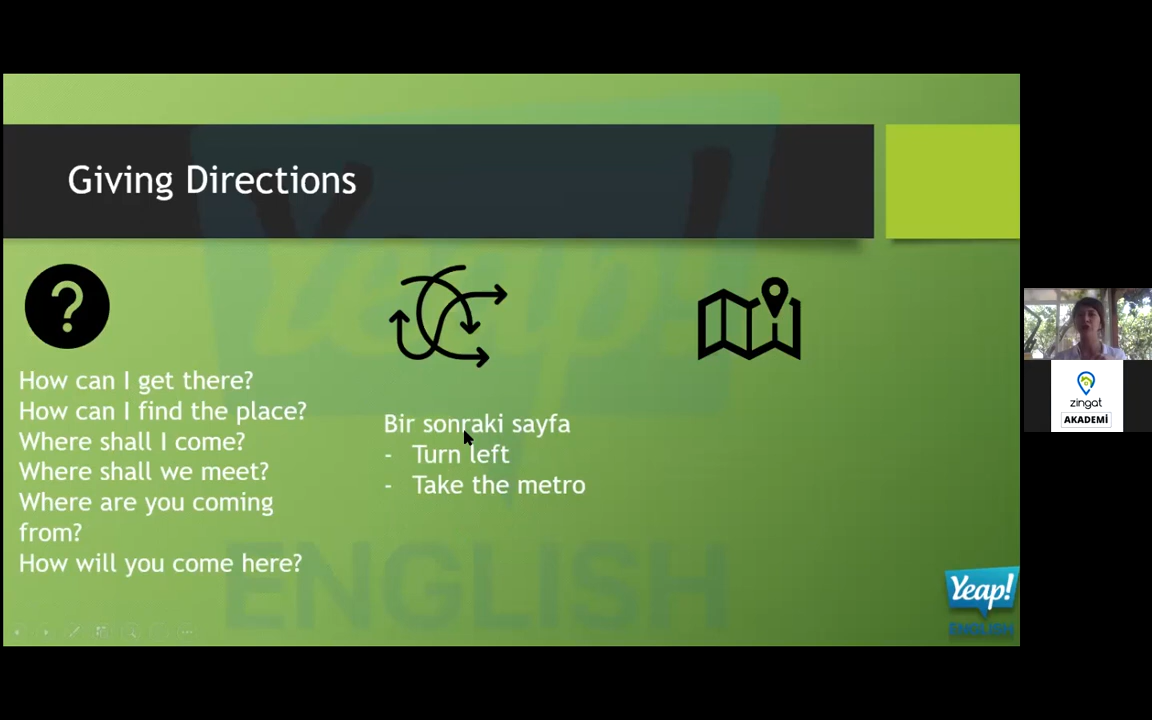 Giving Directions
How can I get there?
How can I find the place?
Where shall I come?
Where shall we meet?
Where are you coming
from?
How will you come here?
Bir sonraki sayfa
- Turn left
- Take the metro
Yeap!
ENGLISH
Yeap!
ENGLISH
zingat
AKADEMİ